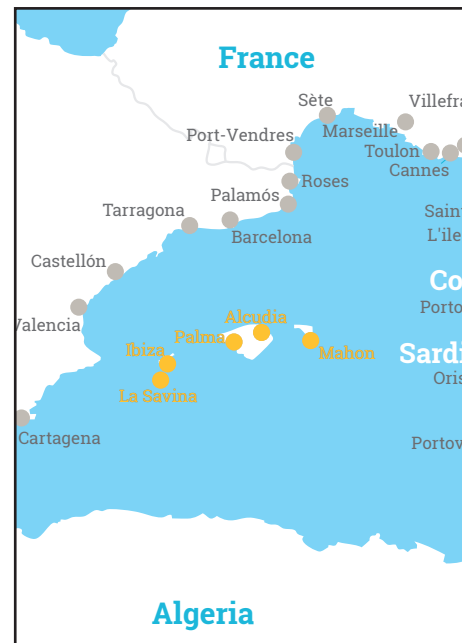 France
Sète
Villefra
Marseille
Port-Vendres
Toulon
Cannes
Roses
Palamós
Tarragona
Saint
Barcelona
L'ile
Castellón
Co
Porto
Alcudia
Valencia
Palma
Mahon
Ibiza
Sardi
Oris
La Savina
Cartagena
Portov
Algeria